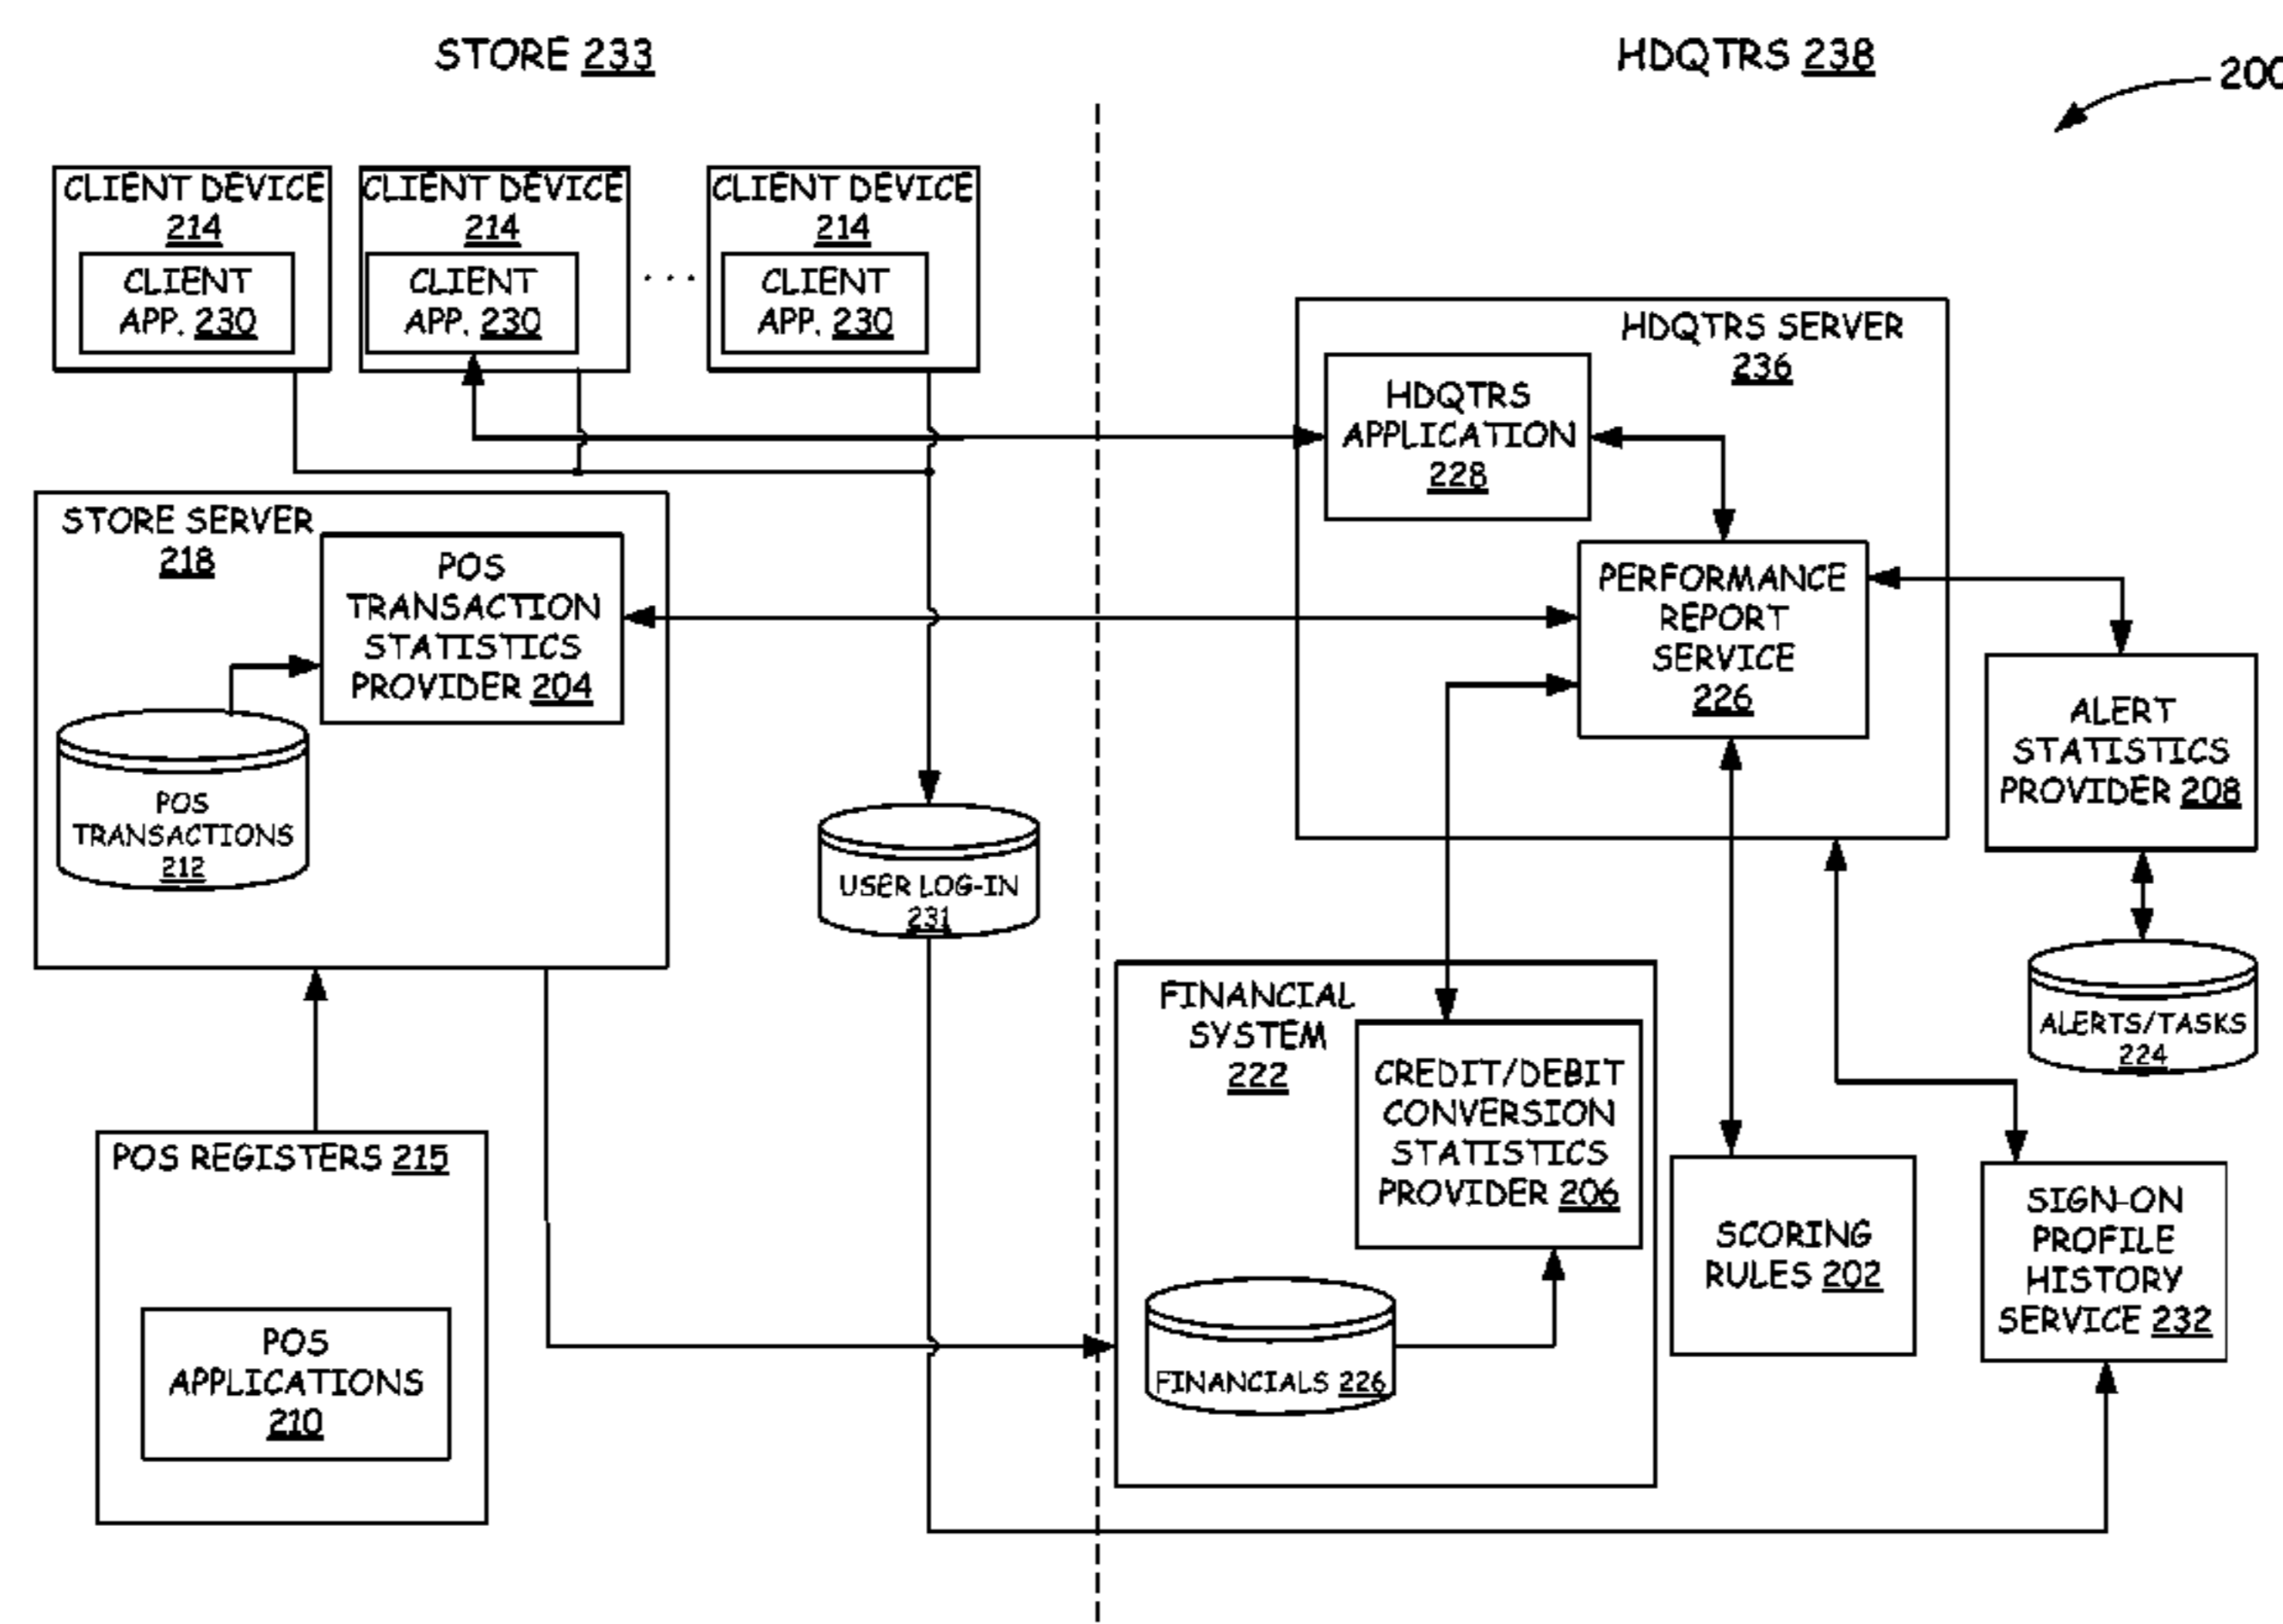 STORE 233
HDQTRS 238
200
CLIENT DEVICE
214
CLIENT
APP. 230
CLIENT DEVICE
214
CLIENT
APP. 230
. . .
CLIENT DEVICE
214
CLIENT
APP. 230
HDQTRS SERVER
236
HDQTRS
APPLICATION
228
PERFORMANCE
REPORT
SERVICE
226
STORE SERVER
218
POS
TRANSACTION
STATISTICS
PROVIDER 204
POS
TRANSACTIONS
212
USER LOG-IN
231
ALERT
STATISTICS
PROVIDER 208
ALERTS/TASKS
224
FINANCIAL
SYSTEM
222
CREDIT/DEBIT
CONVERSION
STATISTICS
PROVIDER 206
FINANCIALS 226
SCORING
RULES 202
SIGN-ON
PROFILE
HISTORY
SERVICE 232
POS REGISTERS 215
POS
APPLICATIONS
210